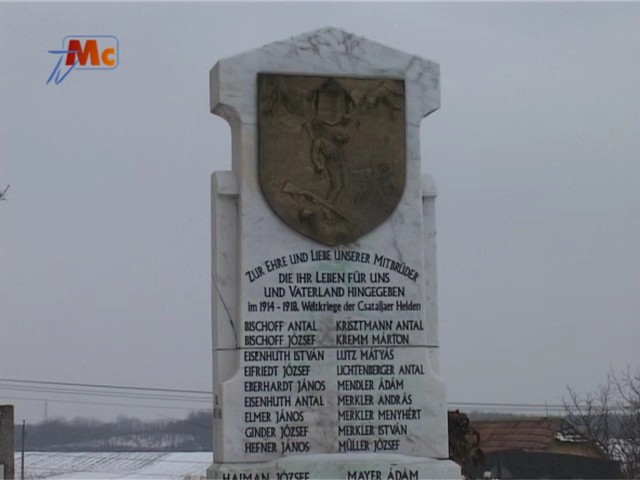 TV Mc
ZUR EHRE UND LIEBE UNSERER MITBRÜDER
DIE IHR LEBEN FÜR UNS
UND VATERLAND HINGEGEBEN
im 1914 - 1918. Weltkriege der Csataljaer Helden
BISCHOFF ANTAL KRISZTMANN ANTAL
BISCHOFF JÓZSEF KREMM MÁRTON
EISENHUTH ISTVÁN LUTZ MÁTYÁS
EIFRIEDT JÓZSEF LICHTENBERGER ANTAL
EBERHARDT JÁNOS MENDLER ÁDÁM
EISENHUTH ANTAL MERKLER ANDRÁS
ELMER JÁNOS MERKLER MENYHÉRT
GINDER JÓZSEF MERKLER ISTVÁN
HEFNER JÁNOS MÜLLER JÓZSEF
HAJMAN JÓZSEF MAYER ÁDÁM